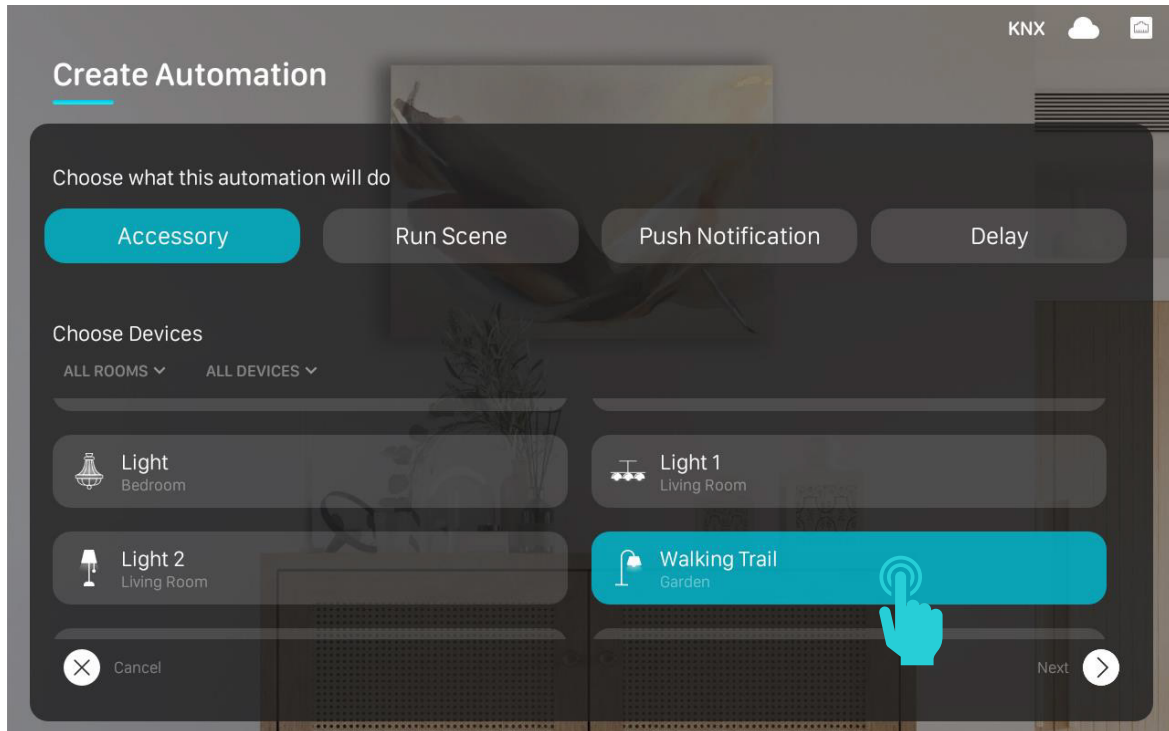 KNX
Create Automation
Choose what this automation will do
Accessory
Run Scene
Push Notification
Delay
Choose Devices
ALL ROOMS
ALL DEVICES
Light
Bedroom
Light 1
Living Room
Light 2
Living Room
Walking Trail
Garden
Cancel
Next